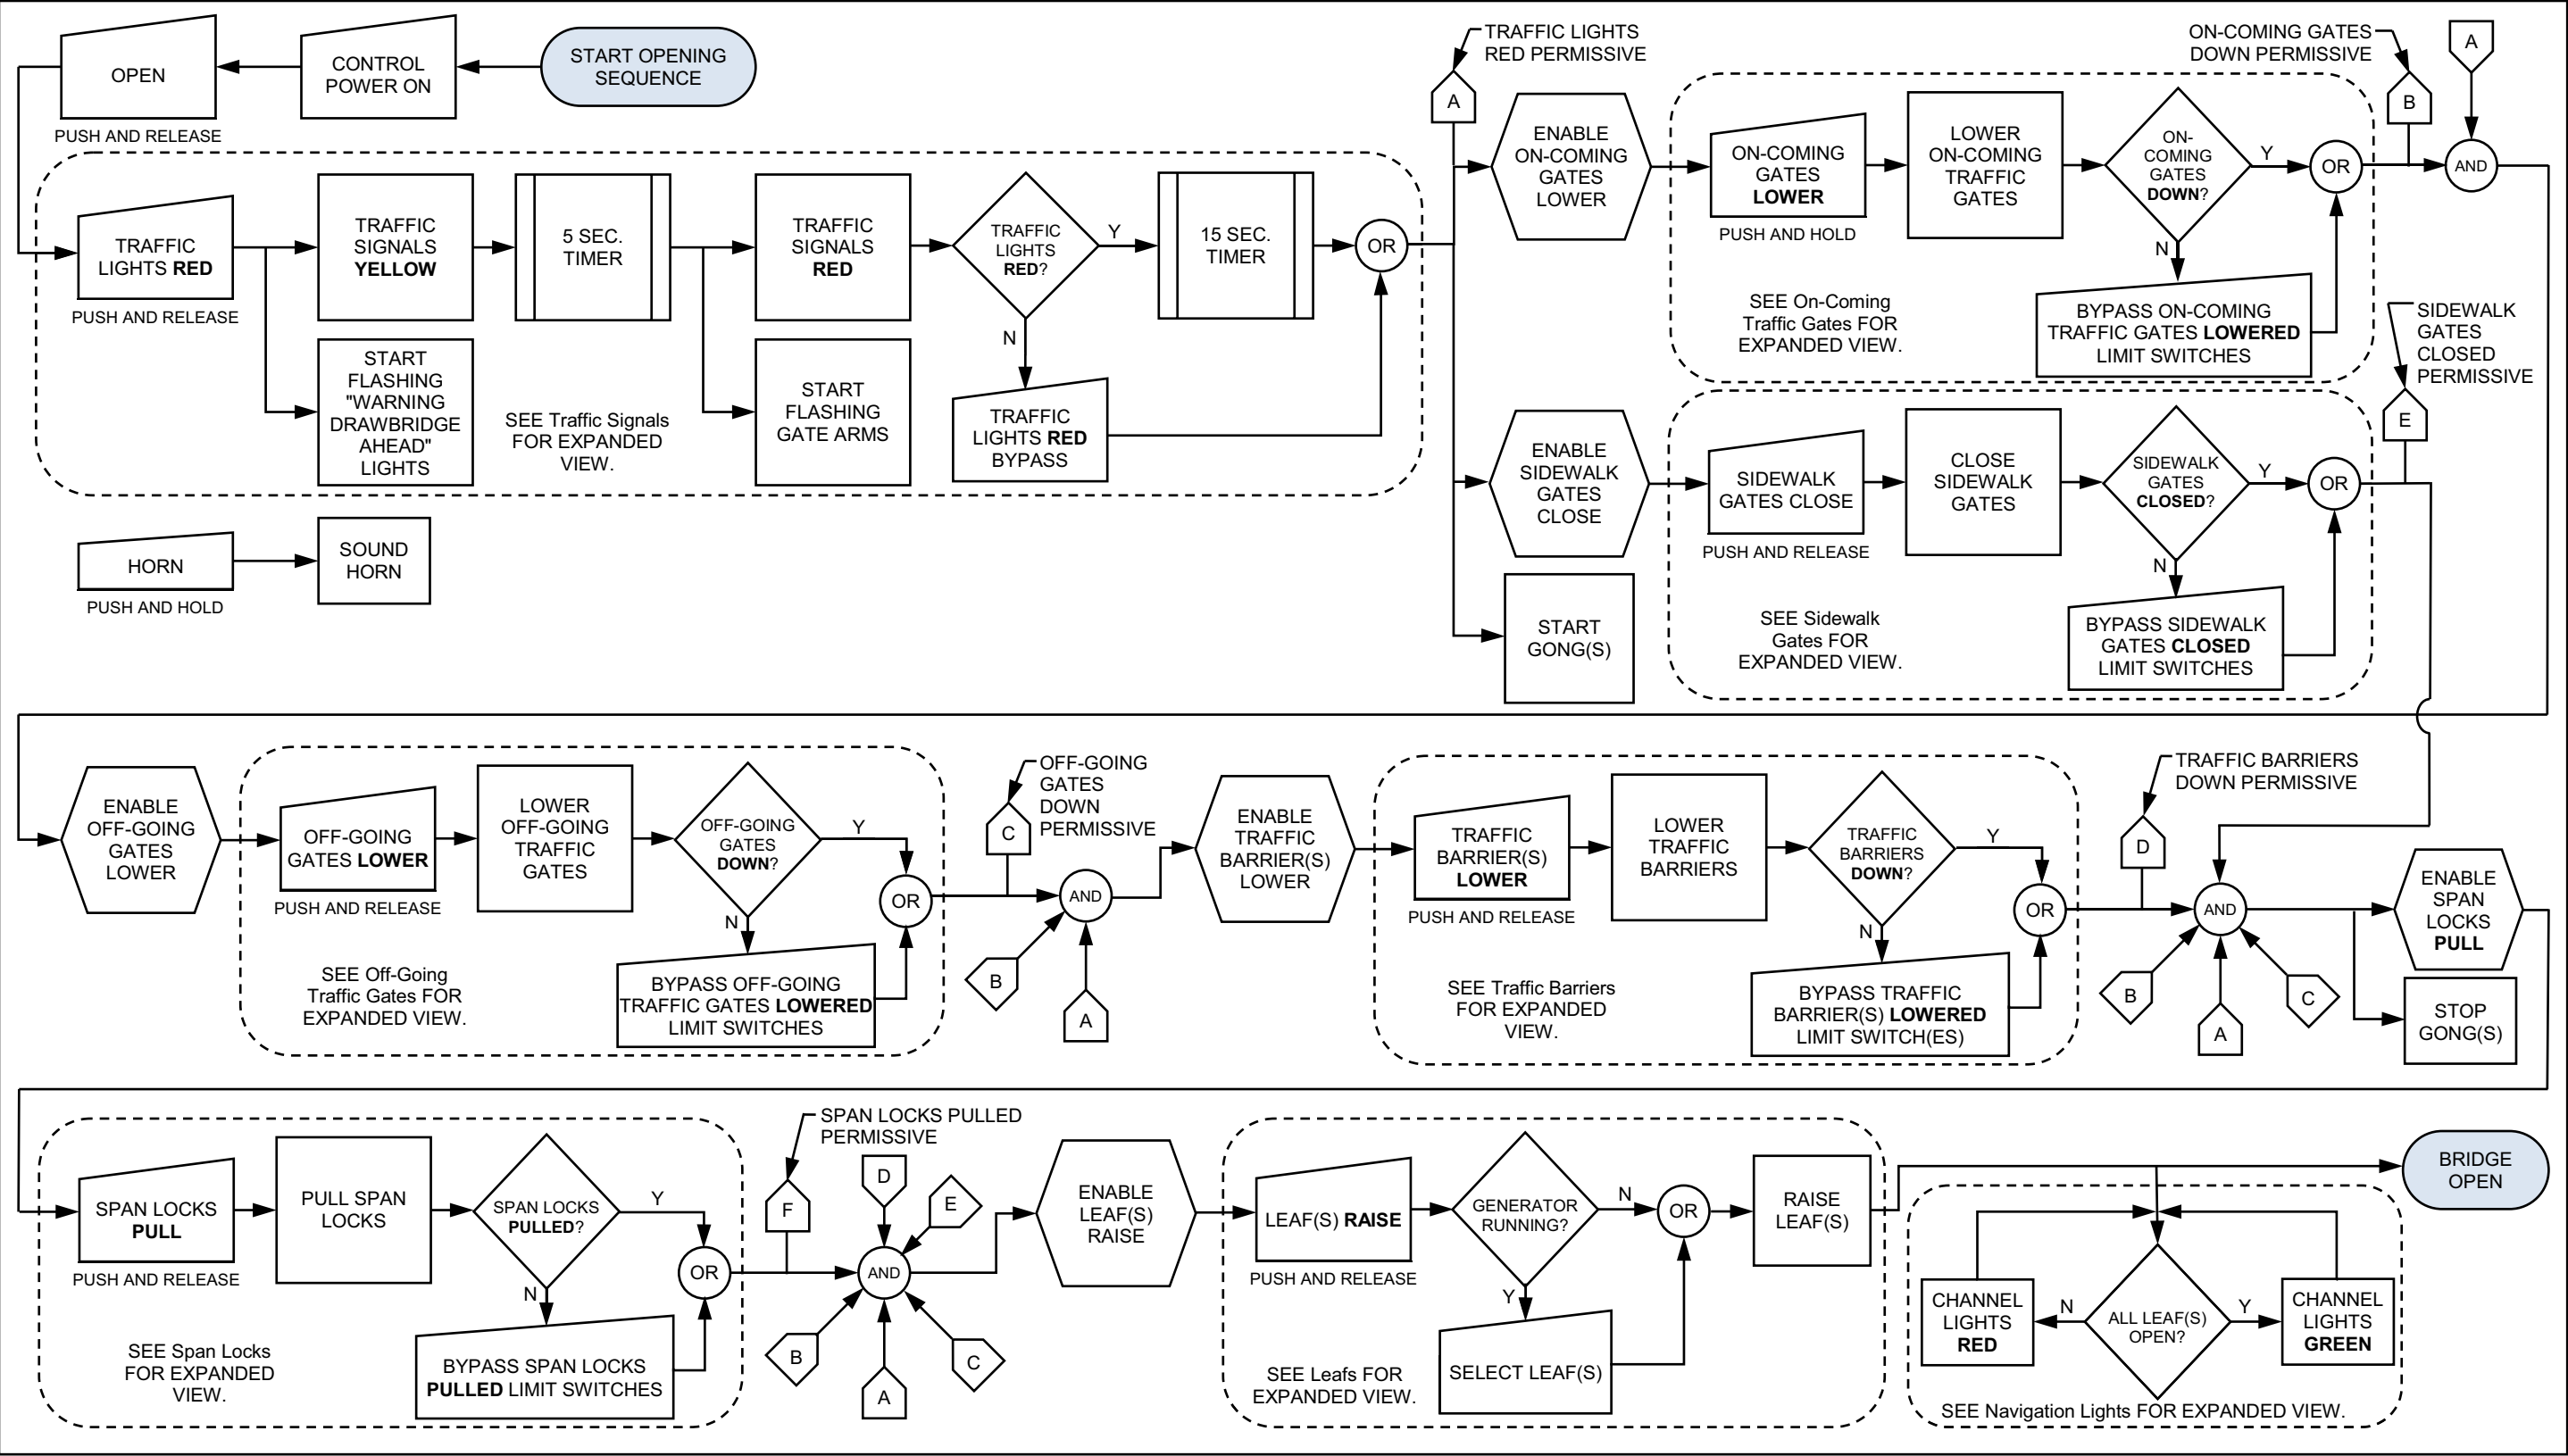 START OPENING
SEQUENCE
CONTROL
POWER ON
OPEN
PUSH AND RELEASE
TRAFFIC
LIGHTS RED
PUSH AND RELEASE
TRAFFIC
SIGNALS
YELLOW
START
FLASHING
"WARNING
DRAWBRIDGE
AHEAD"
LIGHTS
5 SEC.
TIMER
SEE Traffic Signals
FOR EXPANDED
VIEW.
TRAFFIC
SIGNALS
RED
START
FLASHING
GATE ARMS
TRAFFIC
LIGHTS
RED?
Y
N
TRAFFIC
LIGHTS RED
BYPASS
15 SEC.
TIMER
OR
HORN
PUSH AND HOLD
SOUND
HORN
TRAFFIC LIGHTS
RED PERMISSIVE
A
ENABLE
ON-COMING
GATES
LOWER
ON-COMING
GATES
LOWER
PUSH AND HOLD
LOWER
ON-COMING
TRAFFIC
GATES
ON-
COMING
GATES
DOWN?
Y
N
OR
BYPASS ON-COMING
TRAFFIC GATES LOWERED
LIMIT SWITCHES
SEE On-Coming
Traffic Gates FOR
EXPANDED VIEW.
ON-COMING GATES
DOWN PERMISSIVE
B
A
AND
ENABLE
SIDEWALK
GATES
CLOSE
SIDEWALK
GATES CLOSE
PUSH AND RELEASE
CLOSE
SIDEWALK
GATES
SIDEWALK
GATES
CLOSED?
Y
N
OR
BYPASS SIDEWALK
GATES CLOSED
LIMIT SWITCHES
SEE Sidewalk
Gates FOR
EXPANDED VIEW.
SIDEWALK
GATES
CLOSED
PERMISSIVE
E
START
GONG(S)
ENABLE
OFF-GOING
GATES
LOWER
OFF-GOING
GATES LOWER
PUSH AND RELEASE
LOWER
OFF-GOING
TRAFFIC
GATES
OFF-GOING
GATES
DOWN?
Y
N
OR
BYPASS OFF-GOING
TRAFFIC GATES LOWERED
LIMIT SWITCHES
SEE Off-Going
Traffic Gates FOR
EXPANDED VIEW.
OFF-GOING
GATES
DOWN
PERMISSIVE
C
AND
B
A
ENABLE
TRAFFIC
BARRIER(S)
LOWER
TRAFFIC
BARRIER(S)
LOWER
PUSH AND RELEASE
LOWER
TRAFFIC
BARRIERS
TRAFFIC
BARRIERS
DOWN?
Y
N
OR
BYPASS TRAFFIC
BARRIER(S) LOWERED
LIMIT SWITCH(ES)
SEE Traffic Barriers
FOR EXPANDED
VIEW.
TRAFFIC BARRIERS
DOWN PERMISSIVE
D
AND
B
A
C
ENABLE
SPAN
LOCKS
PULL
STOP
GONG(S)
SPAN LOCKS
PULL
PUSH AND RELEASE
PULL SPAN
LOCKS
SPAN LOCKS
PULLED?
Y
N
OR
BYPASS SPAN LOCKS
PULLED LIMIT SWITCHES
SEE Span Locks
FOR EXPANDED
VIEW.
SPAN LOCKS PULLED
PERMISSIVE
F
D
E
AND
B
A
C
ENABLE
LEAF(S)
RAISE
LEAF(S) RAISE
PUSH AND RELEASE
GENERATOR
RUNNING?
N
Y
OR
SELECT LEAF(S)
SEE Leafs FOR
EXPANDED VIEW.
RAISE
LEAF(S)
BRIDGE
OPEN
CHANNEL
LIGHTS
RED
N
ALL LEAF(S)
OPEN?
Y
CHANNEL
LIGHTS
GREEN
SEE Navigation Lights FOR EXPANDED VIEW.